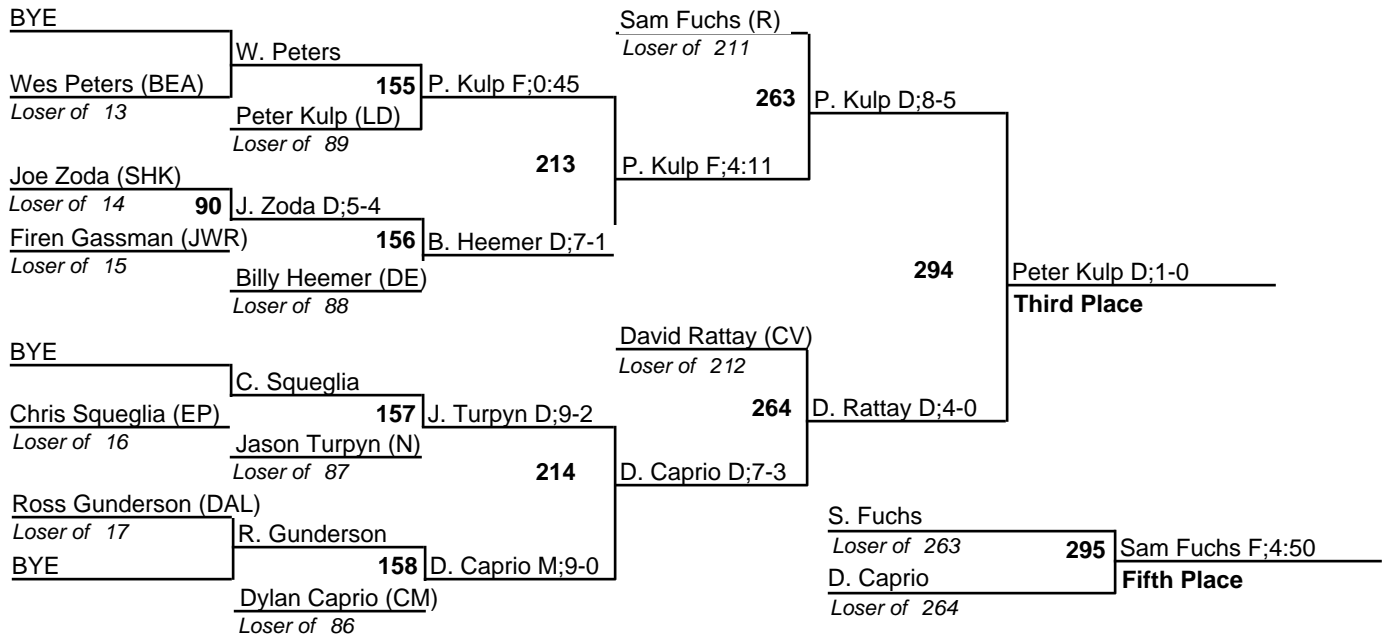 BYE
W. Peters
Wes Peters (BEA)
Loser of 13
155
Peter Kulp (LD)
Loser of 89
P. Kulp F;0:45
Joe Zoda (SHK)
Loser of 14
90
J. Zoda D;5-4
Firen Gassman (JWR)
Loser of 15
156
Billy Heemer (DE)
Loser of 88
B. Heemer D;7-1
213
P. Kulp F;4:11
Sam Fuchs (R)
Loser of 211
263
P. Kulp D;8-5
BYE
C. Squeglia
Chris Squeglia (EP)
Loser of 16
157
Jason Turpyn (N)
Loser of 87
J. Turpyn D;9-2
Ross Gunderson (DAL)
Loser of 17
R. Gunderson
BYE
158
Dylan Caprio (CM)
Loser of 86
D. Caprio M;9-0
214
D. Caprio D;7-3
David Rattay (CV)
Loser of 212
264
D. Rattay D;4-0
294
Peter Kulp D;1-0
Third Place
S. Fuchs
Loser of 263
D. Caprio
Loser of 264
295
Sam Fuchs F;4:50
Fifth Place